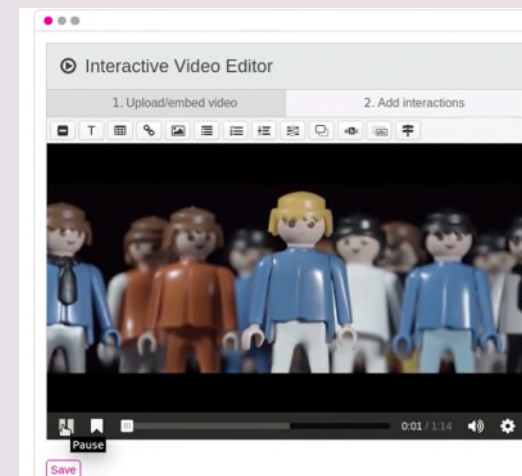 Interactive Video Editor
1. Upload/embed video 2. Add interactions
T
0:01 / 1:14
Pause
Save